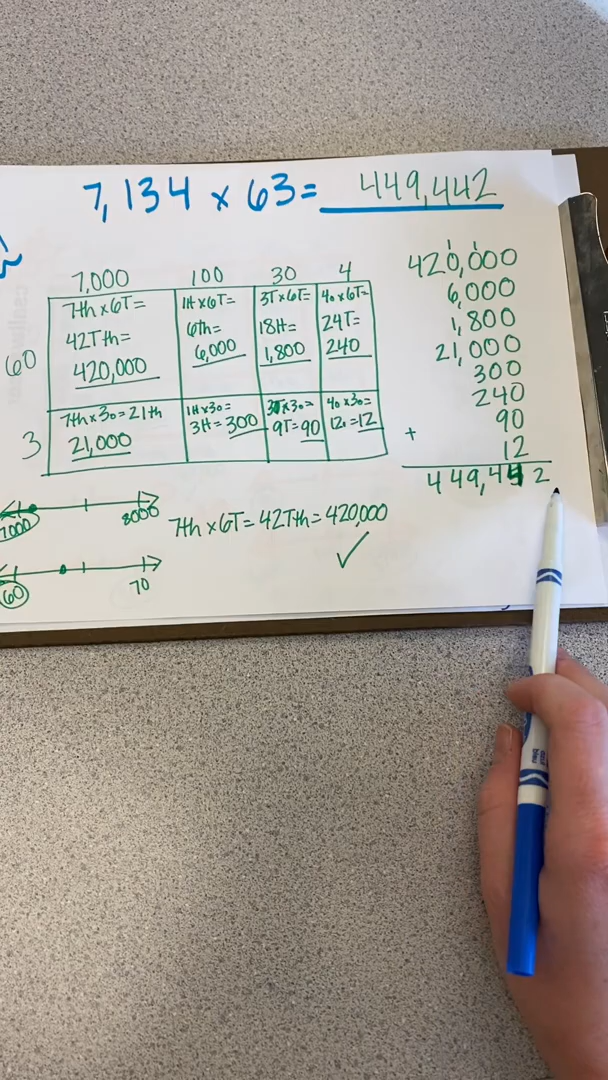 7,134 x 63 = 449,442
7,000 100 30 4
60
7th x 6T =
42Tth =
420,000
1H x 6T =
6th =
6,000
3T x 6T =
18H =
1,800
4o x 6T =
24T =
240
3
7th x 3o = 21th
21,000
1H x 3o =
3H = 300
3T x 3o =
9T = 90
4o x 3o =
12o = 12
1 1
420,000
6,000
1,800
21,000
300
240
90
+ 12
449,442
7000 8000
7th x 6T = 42Tth = 420,000
✓
60 70